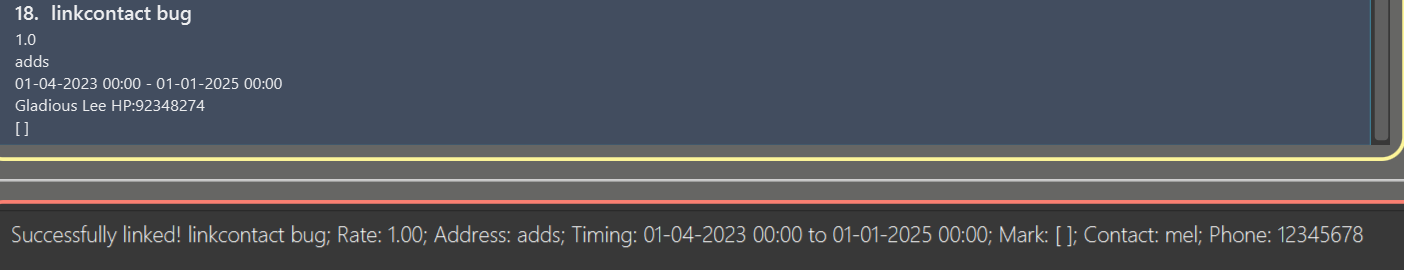 18. linkcontact bug
1.0
adds
01-04-2023 00:00 - 01-01-2025 00:00
Gladious Lee HP:92348274
[ ]
Successfully linked! linkcontact bug; Rate: 1.00; Address: adds; Timing: 01-04-2023 00:00 to 01-01-2025 00:00; Mark: [ ]; Contact: mel; Phone: 12345678